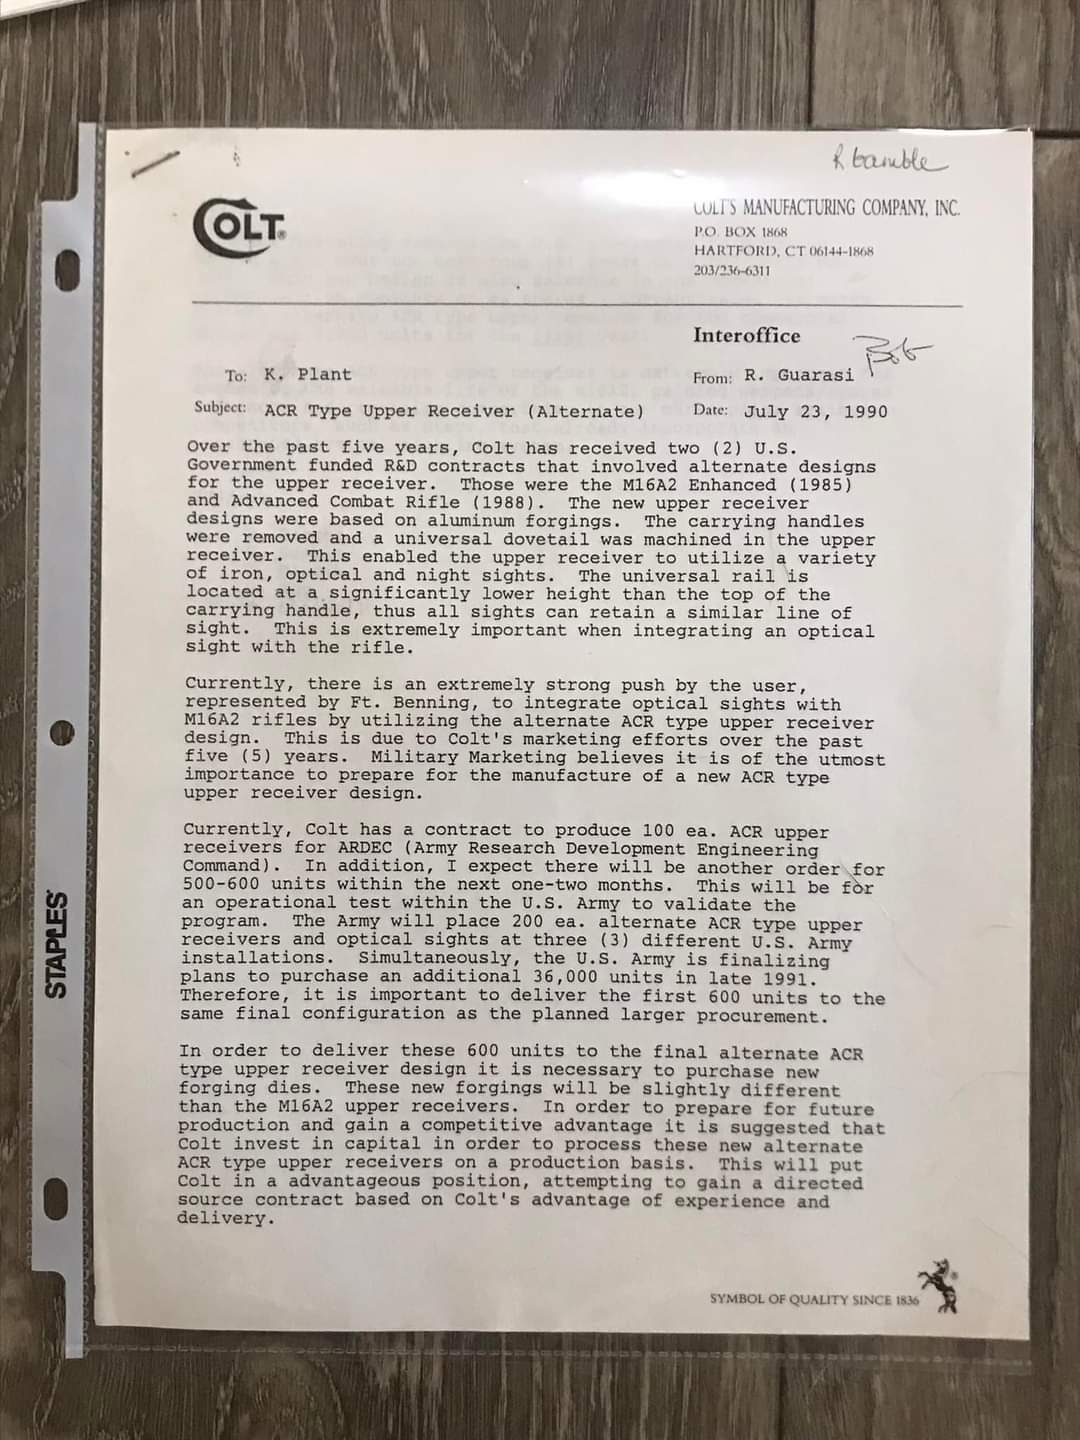 R Gamble
COLT®
COLT'S MANUFACTURING COMPANY, INC.
P.O. BOX 1868
HARTFORD, CT 06144-1868
203/236-6311
Interoffice
Bob
To: K. Plant
From: R. Guarasi
Subject: ACR Type Upper Receiver (Alternate)
Date: July 23, 1990
Over the past five years, Colt has received two (2) U.S.
Government funded R&D contracts that involved alternate designs
for the upper receiver. Those were the M16A2 Enhanced (1985)
and Advanced Combat Rifle (1988). The new upper receiver
designs were based on aluminum forgings. The carrying handles
were removed and a universal dovetail was machined in the upper
receiver. This enabled the upper receiver to utilize a variety
of iron, optical and night sights. The universal rail is
located at a significantly lower height than the top of the
carrying handle, thus all sights can retain a similar line of
sight. This is extremely important when integrating an optical
sight with the rifle.
Currently, there is an extremely strong push by the user,
represented by Ft. Benning, to integrate optical sights with
M16A2 rifles by utilizing the alternate ACR type upper receiver
design. This is due to Colt's marketing efforts over the past
five (5) years. Military Marketing believes it is of the utmost
importance to prepare for the manufacture of a new ACR type
upper receiver design.
Currently, Colt has a contract to produce 100 ea. ACR upper
receivers for ARDEC (Army Research Development Engineering
Command). In addition, I expect there will be another order for
500-600 units within the next one-two months. This will be for
an operational test within the U.S. Army to validate the
program. The Army will place 200 ea. alternate ACR type upper
receivers and optical sights at three (3) different U.S. Army
installations. Simultaneously, the U.S. Army is finalizing
plans to purchase an additional 36,000 units in late 1991.
Therefore, it is important to deliver the first 600 units to the
same final configuration as the planned larger procurement.
In order to deliver these 600 units to the final alternate ACR
type upper receiver design it is necessary to purchase new
forging dies. These new forgings will be slightly different
than the M16A2 upper receivers. In order to prepare for future
production and gain a competitive advantage it is suggested that
Colt invest in capital in order to process these new alternate
ACR type upper receivers on a production basis. This will put
Colt in a advantageous position, attempting to gain a directed
source contract based on Colt's advantage of experience and
delivery.
SYMBOL OF QUALITY SINCE 1836
STAPLES